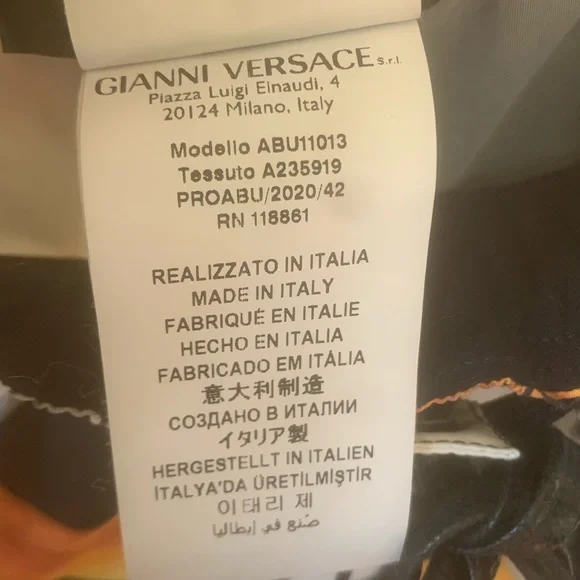 GIANNI VERSACE S.r.l.
Piazza Luigi Einaudi, 4
20124 Milano, Italy
Modello ABU11013
Tessuto A235919
PROABU/2020/42
RN 118861
REALIZZATO IN ITALIA
MADE IN ITALY
FABRIQUÉ EN ITALIE
HECHO EN ITALIA
FABRICADO EM ITÁLIA
意大利制造
СОЗДАНО В ИТАЛИИ
イタリア製
HERGESTELLT IN ITALIEN
İTALYA'DA ÜRETİLMİŞTİR
이태리 제
صنع في إيطاليا